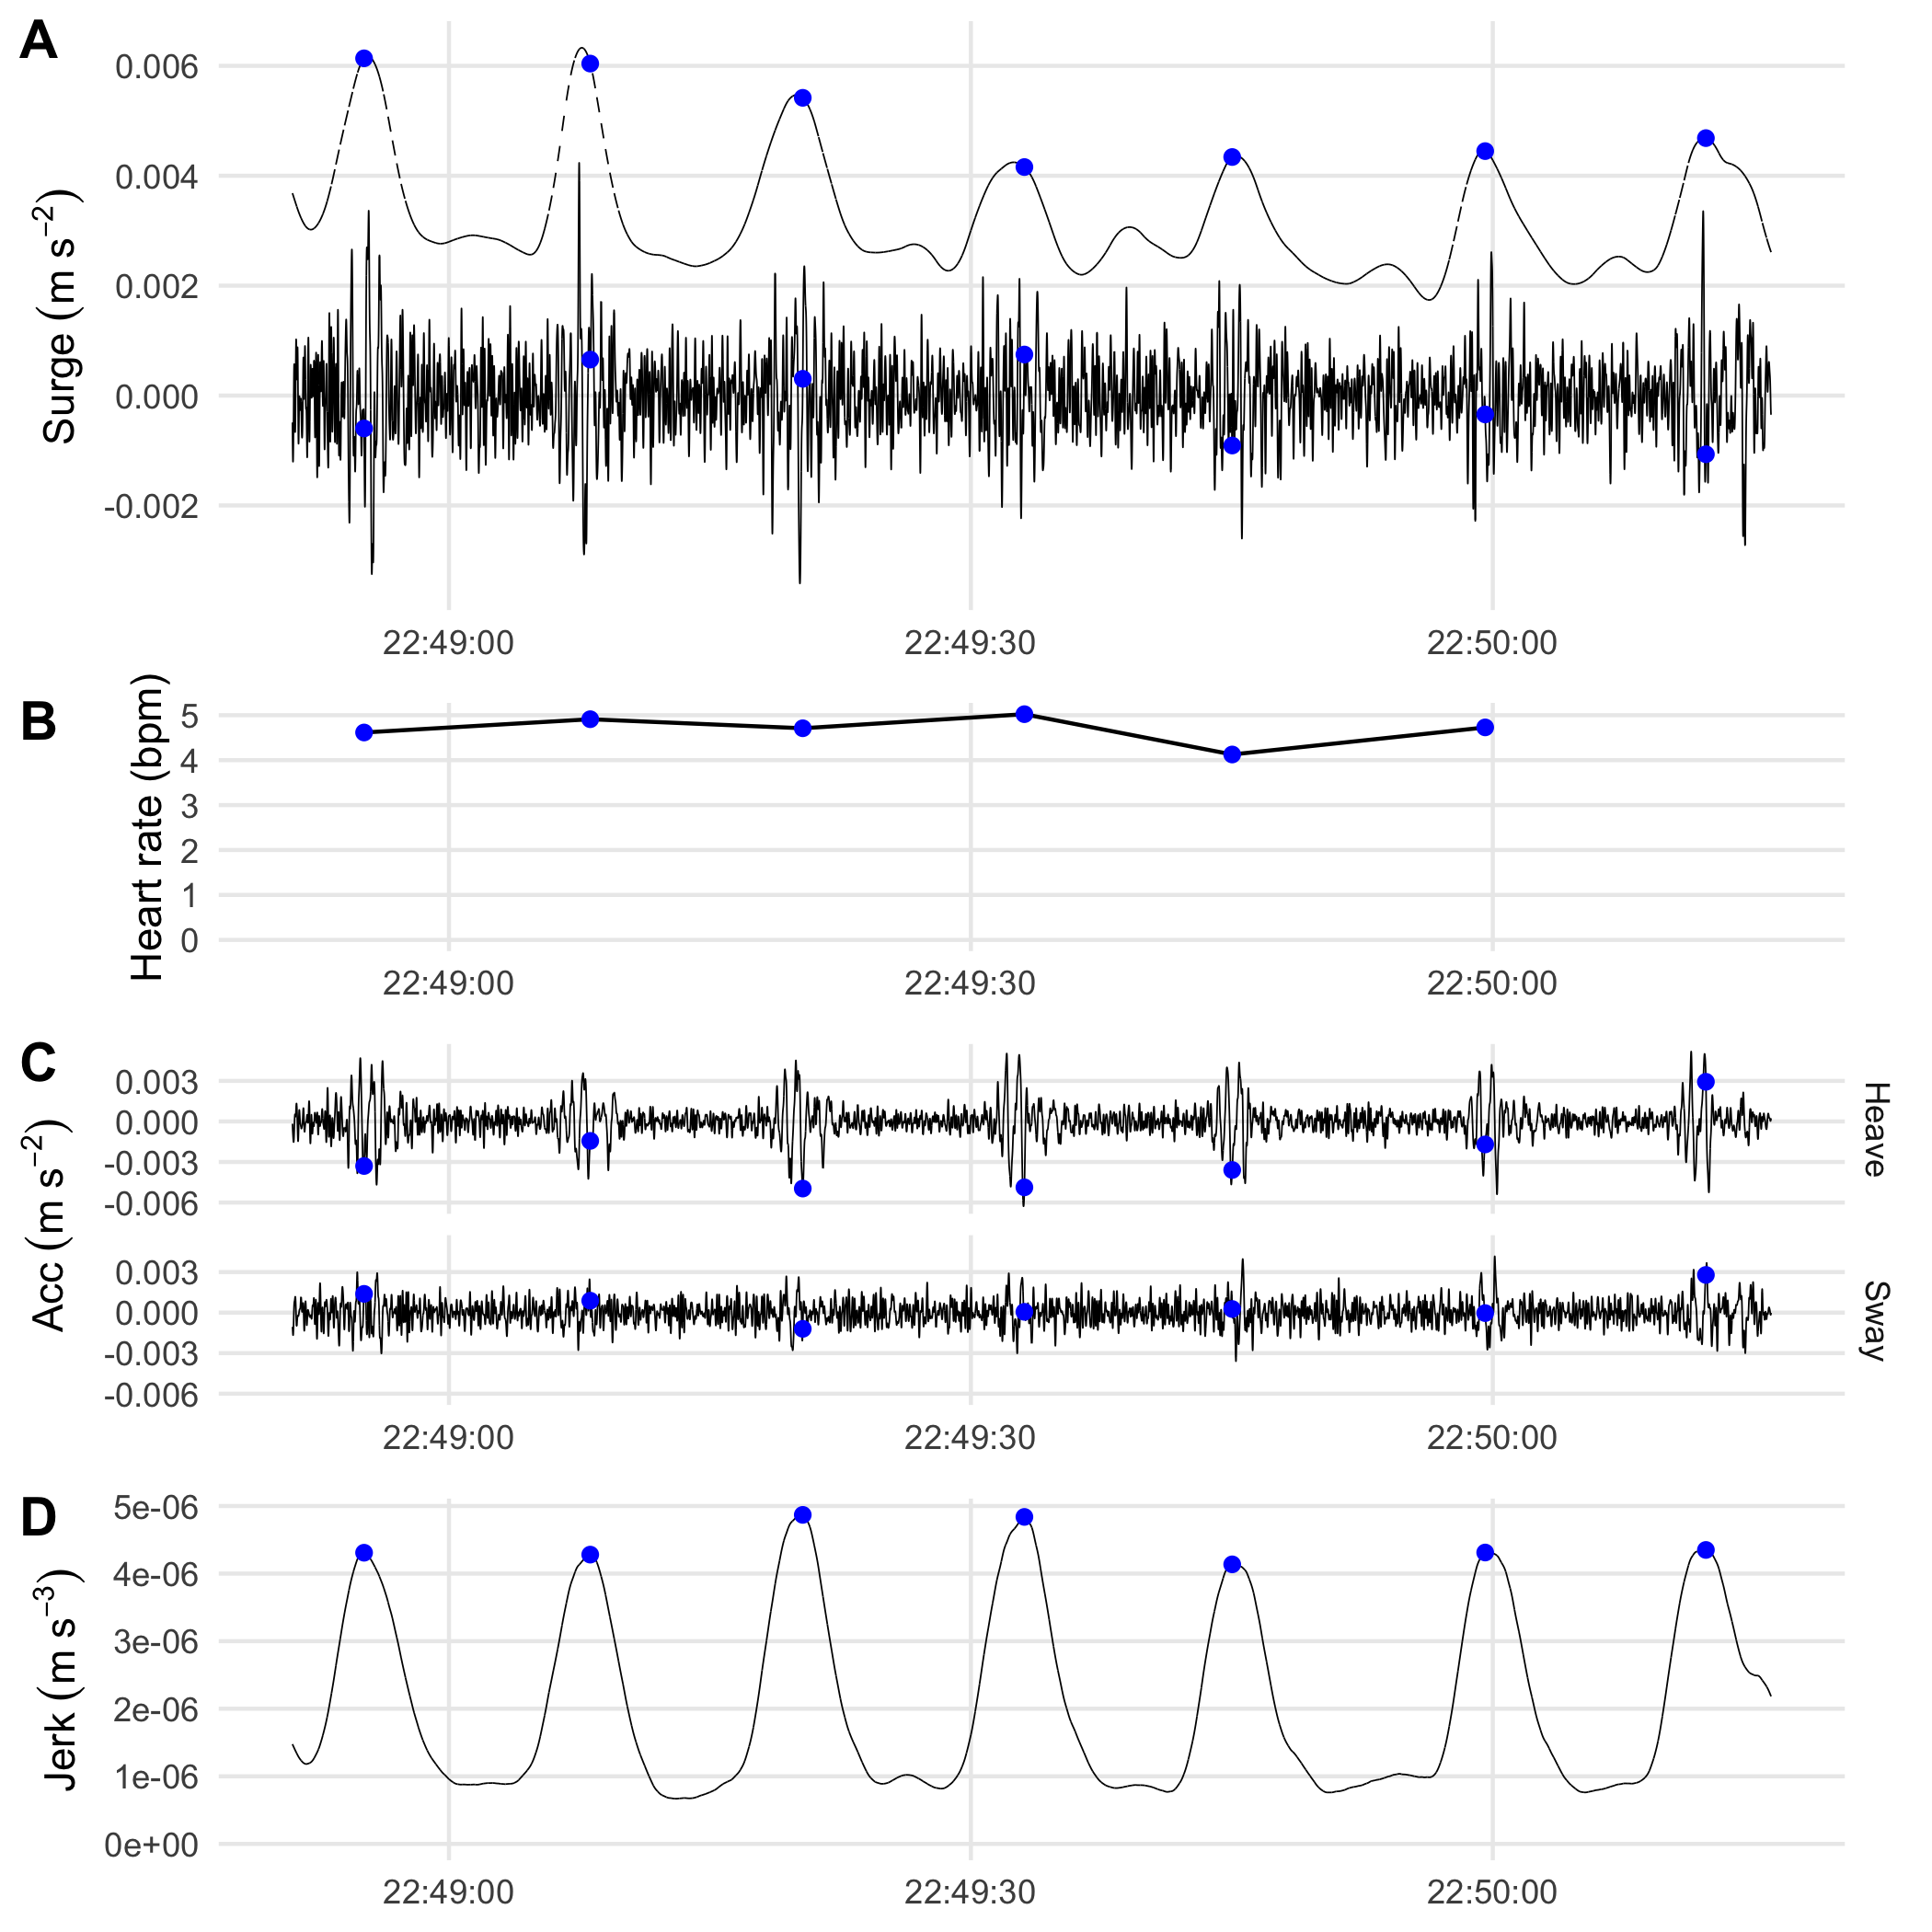 A
0.006
0.004
0.002
0.000
-0.002
Surge (m s⁻²)
22:49:00 22:49:30 22:50:00
B
5
4
3
2
1
0
Heart rate (bpm)
22:49:00 22:49:30 22:50:00
C
0.003
0.000
-0.003
-0.006
Heave
Acc (m s⁻²)
0.003
0.000
-0.003
-0.006
Sway
22:49:00 22:49:30 22:50:00
D
5e-06
4e-06
3e-06
2e-06
1e-06
0e+00
Jerk (m s⁻³)
22:49:00 22:49:30 22:50:00